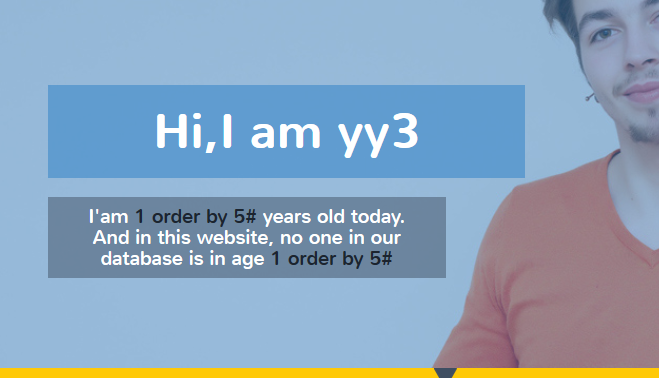 Hi,I am yy3
I'am 1 order by 5# years old today.
And in this website, no one in our
database is in age 1 order by 5#